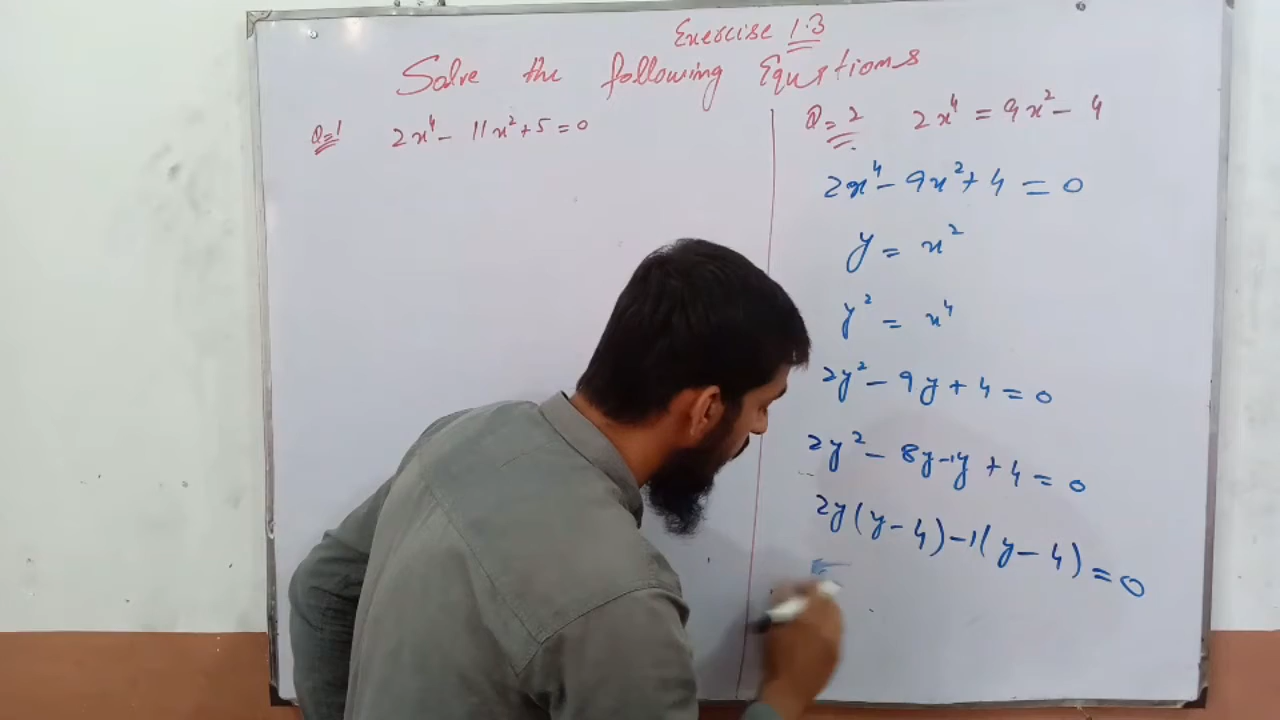 Exercise 1.3
Solve the following Equstions
Q=1 2x⁴ - 11x² + 5 = 0
Q=2 2x⁴ = 9x² - 4
2x⁴ - 9x² + 4 = 0
y = x²
y² = x⁴
2y² - 9y + 4 = 0
2y² - 8y - 1y + 4 = 0
2y(y - 4) - 1(y - 4) = 0